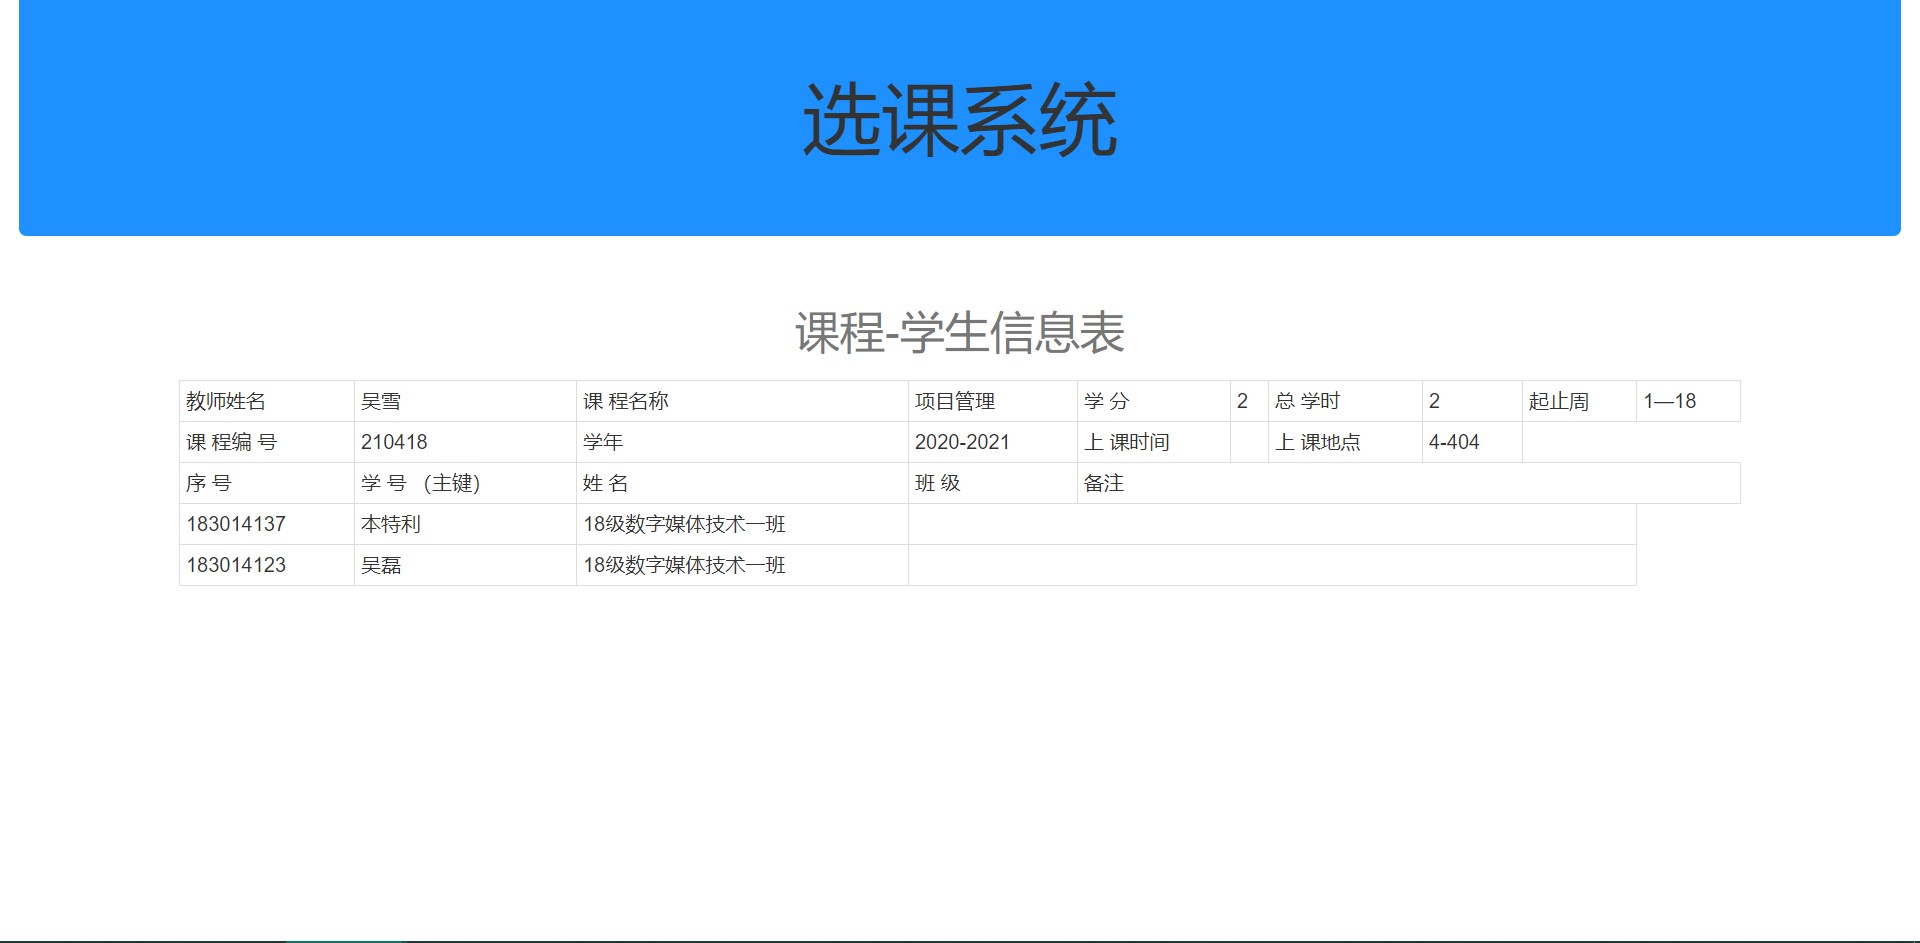 选课系统
课程-学生信息表
教师姓名 吴雪 课 程名称 项目管理 学 分 2 总 学时 2 起止周 1—18
课 程编 号 210418 学年 2020-2021 上 课时间 上 课地点 4-404
序 号 学 号 （主键） 姓 名 班 级 备注
183014137 本特利 18级数字媒体技术一班
183014123 吴磊 18级数字媒体技术一班